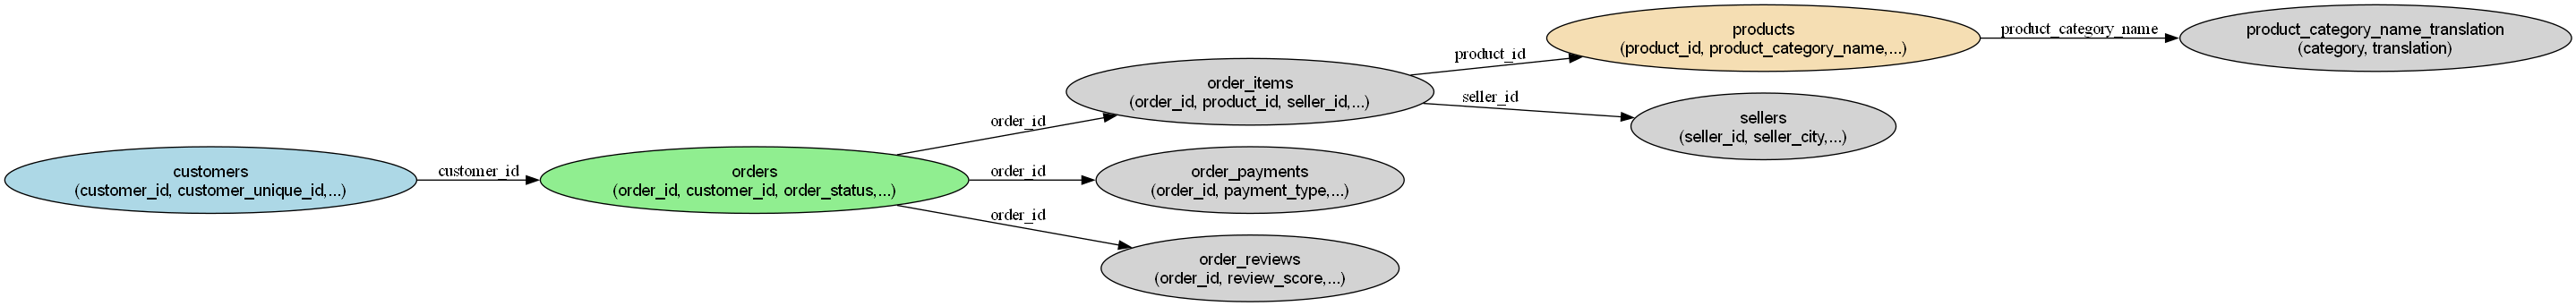 customers
(customer_id, customer_unique_id,...)
customer_id
orders
(order_id, customer_id, order_status,...)
order_id
order_id
order_id
order_items
(order_id, product_id, seller_id,...)
order_payments
(order_id, payment_type,...)
order_reviews
(order_id, review_score,...)
product_id
seller_id
products
(product_id, product_category_name,...)
sellers
(seller_id, seller_city,...)
product_category_name
product_category_name_translation
(category, translation)